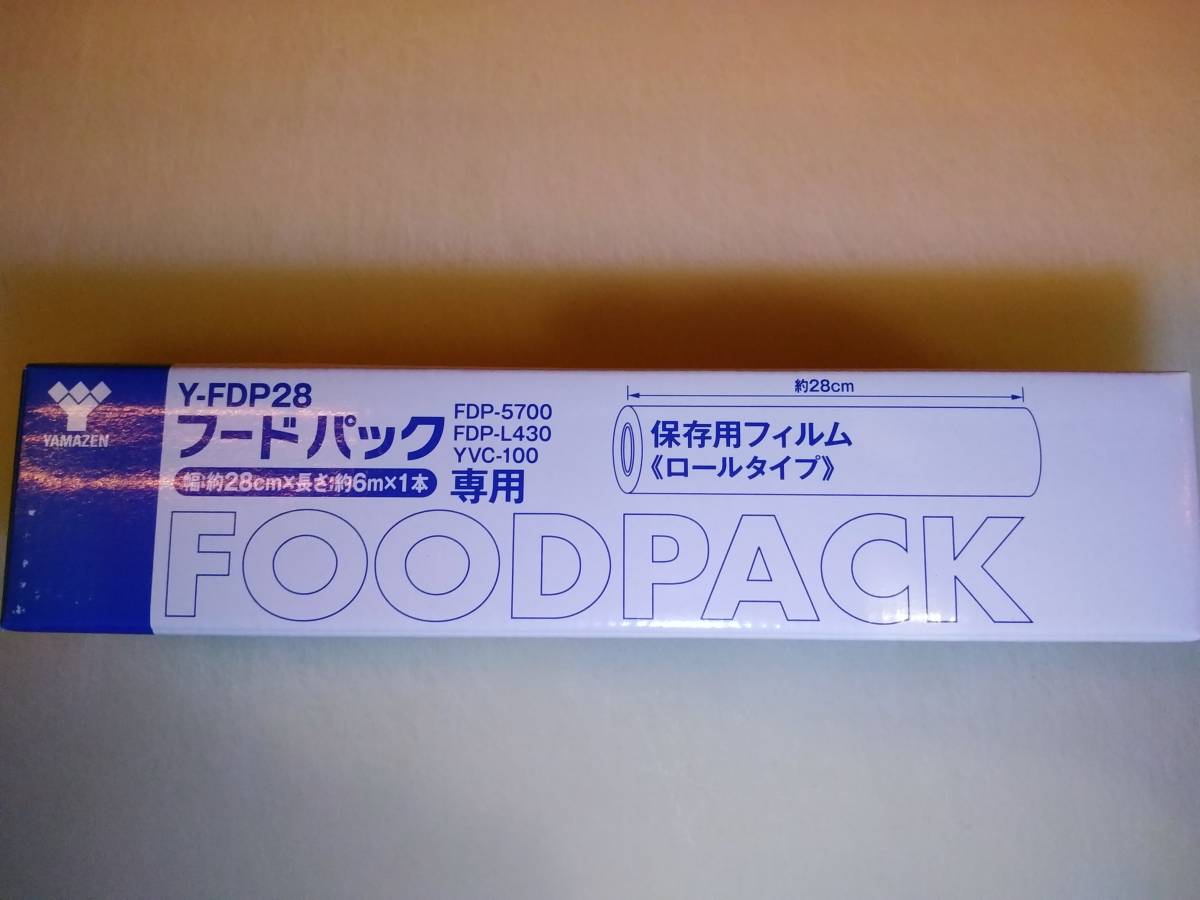 YAMAZEN
Y-FDP28
フードパック
幅:約28cm×長さ:約6m×1本
FDP-5700
FDP-L430
YVC-100
専用
約28cm
保存用フィルム
《ロールタイプ》
FOODPACK